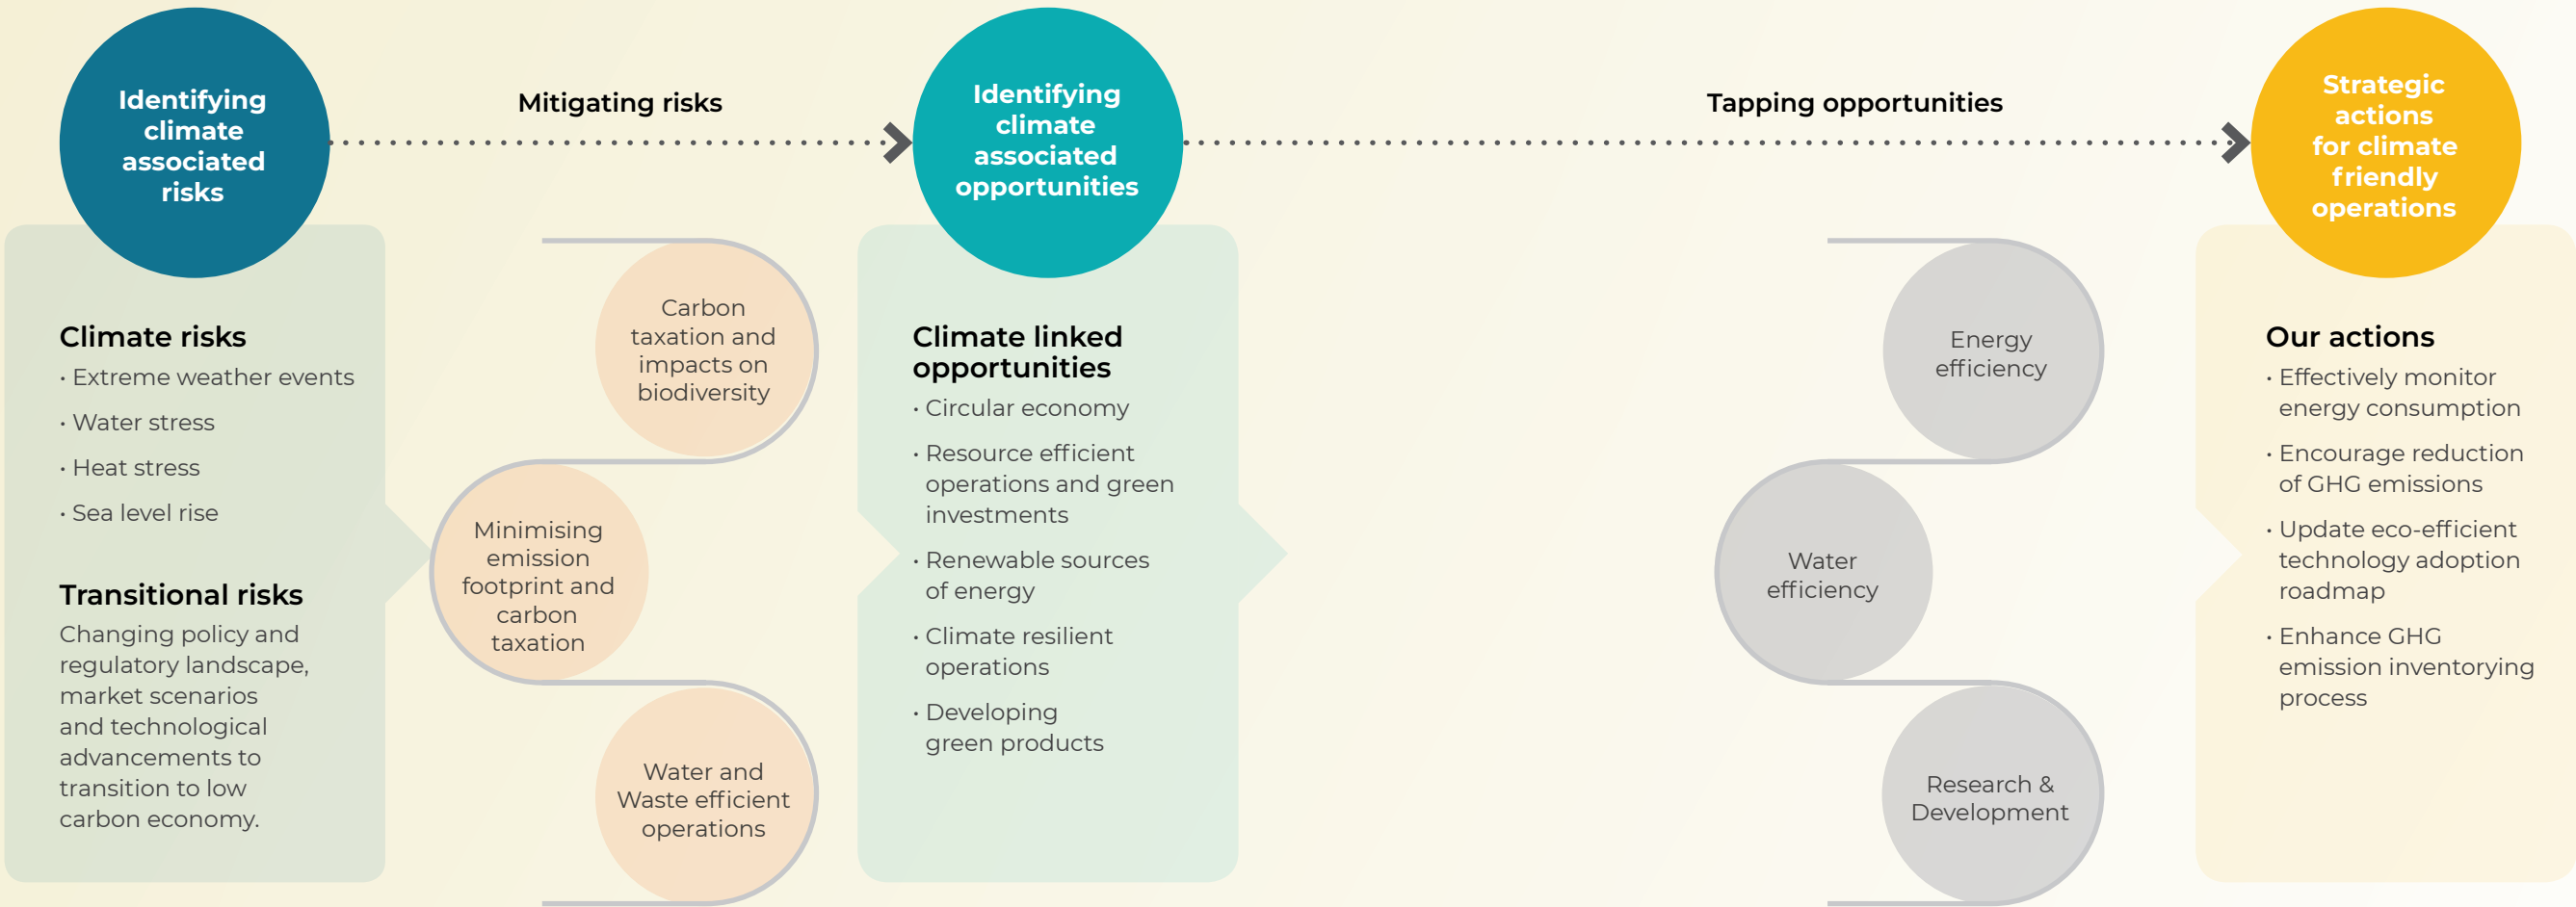 Identifying
climate
associated
risks
Mitigating risks
Identifying
climate
associated
opportunities
Tapping opportunities
Strategic
actions
for climate
friendly
operations
Climate risks
• Extreme weather events
• Water stress
• Heat stress
• Sea level rise
Transitional risks
Changing policy and
regulatory landscape,
market scenarios
and technological
advancements to
transition to low
carbon economy.
Carbon
taxation and
impacts on
biodiversity
Minimising
emission
footprint and
carbon
taxation
Water and
Waste efficient
operations
Climate linked
opportunities
• Circular economy
• Resource efficient
operations and green
investments
• Renewable sources
of energy
• Climate resilient
operations
• Developing
green products
Energy
efficiency
Water
efficiency
Research &
Development
Our actions
• Effectively monitor
energy consumption
• Encourage reduction
of GHG emissions
• Update eco-efficient
technology adoption
roadmap
• Enhance GHG
emission inventorying
process